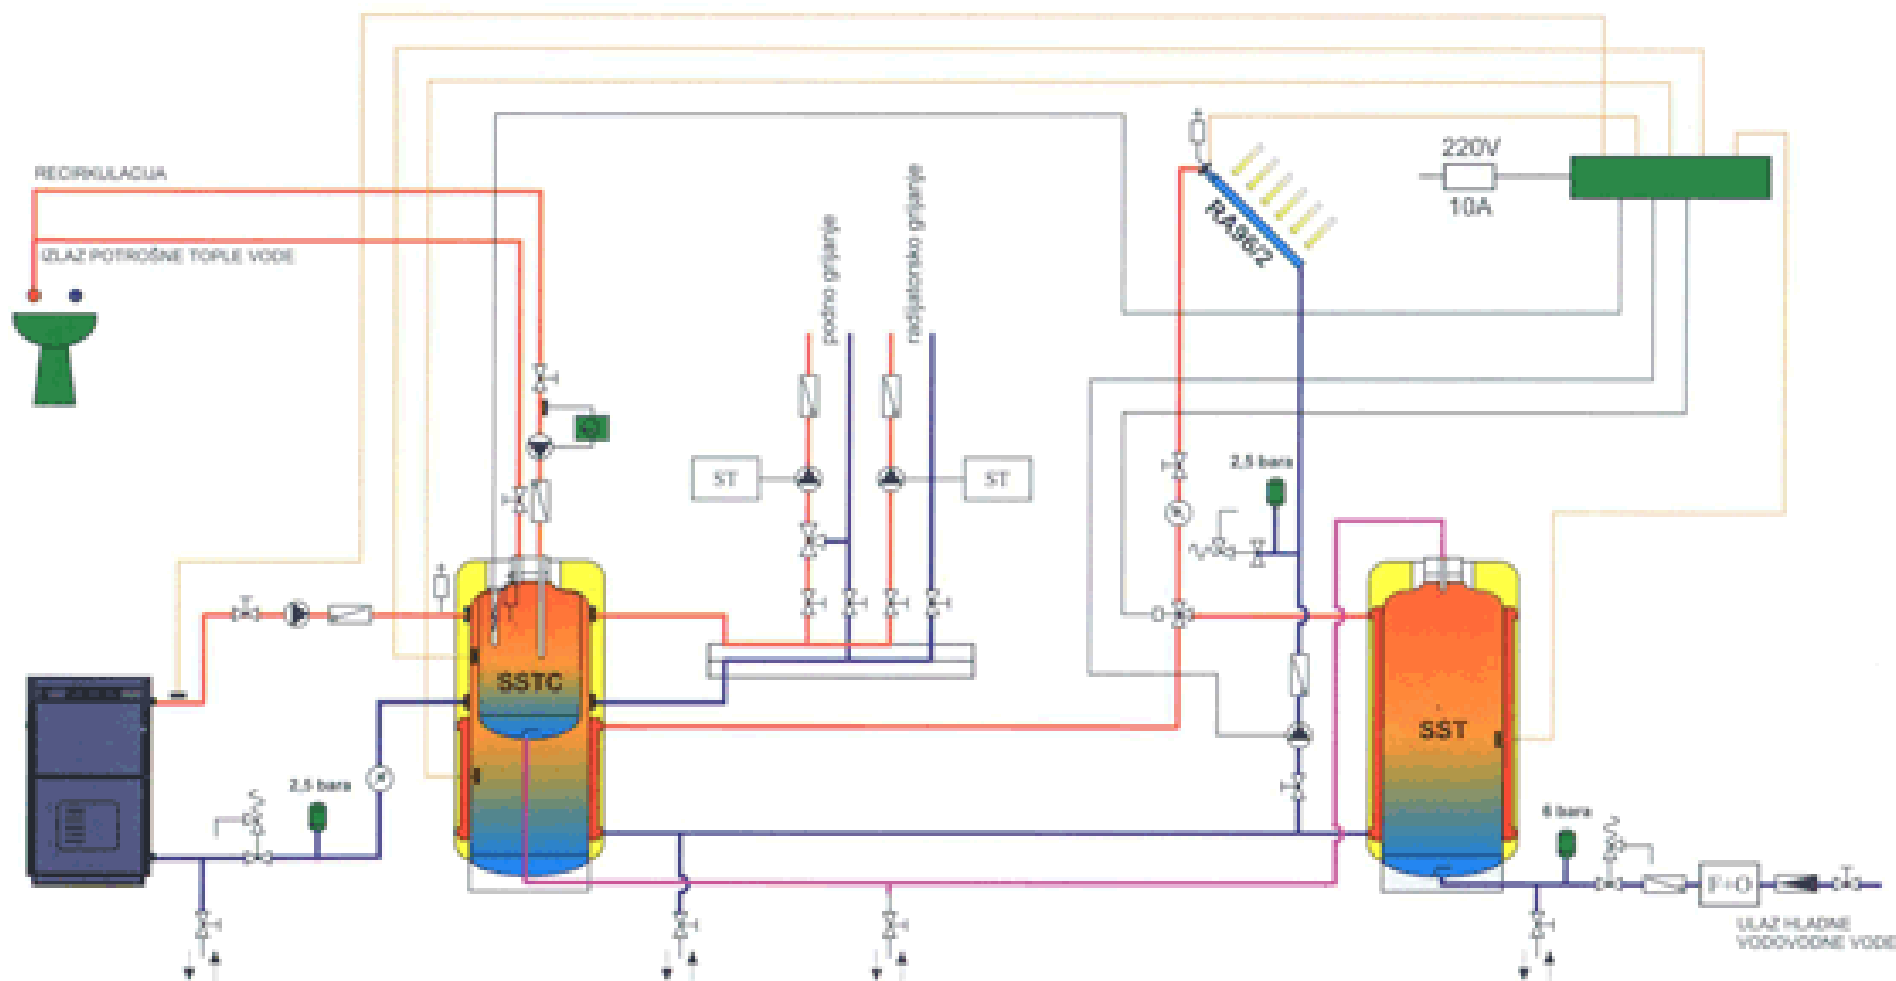 RECIRKULACIJA
IZLAZ POTROŠNE TOPLE VODE
podno grijanje
radijatorsko grijanje
RA96/2
220V
10A
ST
ST
2,5 bara
SSTC
SST
2,5 bara
6 bara
F+O
ULAZ HLADNE
VODOVODNE VODE